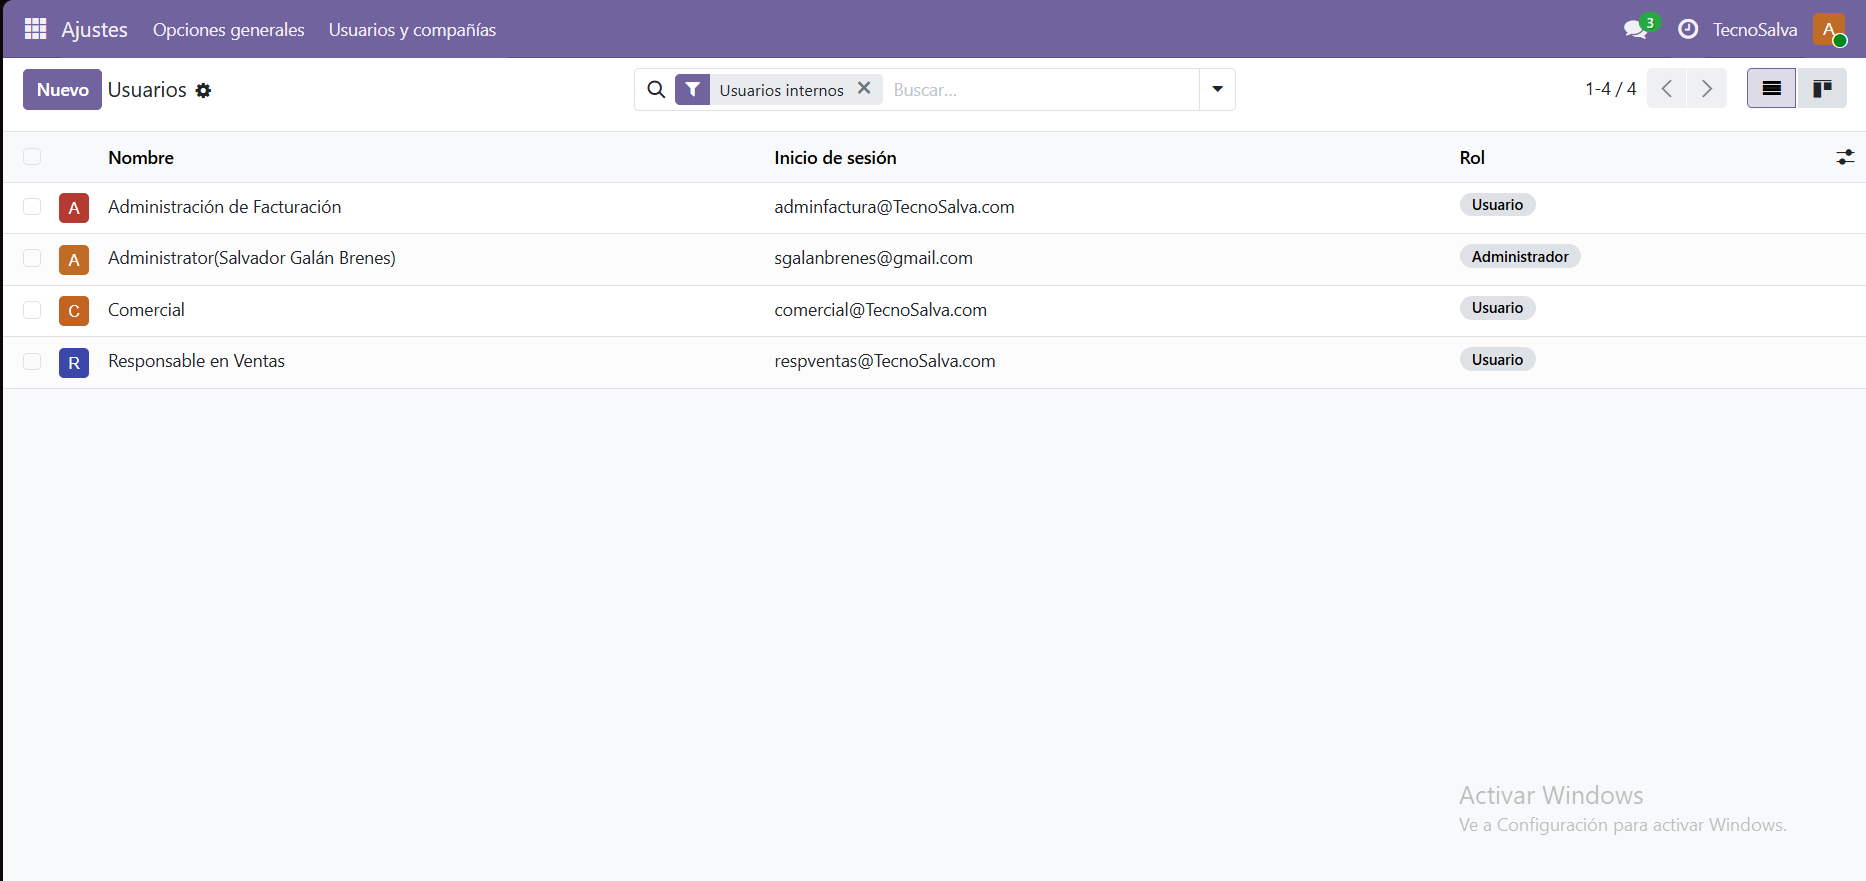 Ajustes Opciones generales Usuarios y compañías 3 TecnoSalva A
Nuevo Usuarios Usuarios internos Buscar... 1-4 / 4
Nombre Inicio de sesión Rol
A Administración de Facturación adminfactura@TecnoSalva.com Usuario
A Administrator(Salvador Galán Brenes) sgalanbrenes@gmail.com Administrador
C Comercial comercial@TecnoSalva.com Usuario
R Responsable en Ventas respventas@TecnoSalva.com Usuario
Activar Windows
Ve a Configuración para activar Windows.